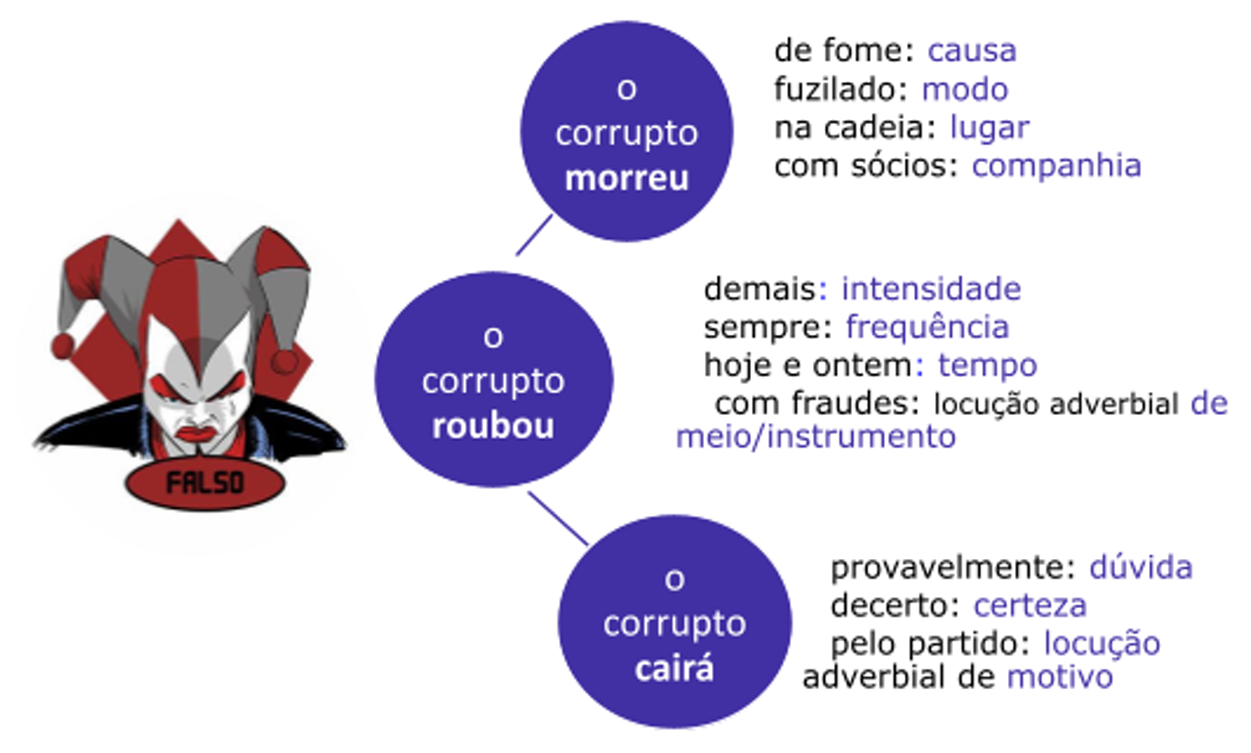 o
corrupto
morreu
de fome: causa
fuzilado: modo
na cadeia: lugar
com sócios: companhia
o
corrupto
roubou
demais: intensidade
sempre: frequência
hoje e ontem: tempo
com fraudes: locução adverbial de
meio/instrumento
FALSO
o
corrupto
cairá
provavelmente: dúvida
decerto: certeza
pelo partido: locução
adverbial de motivo